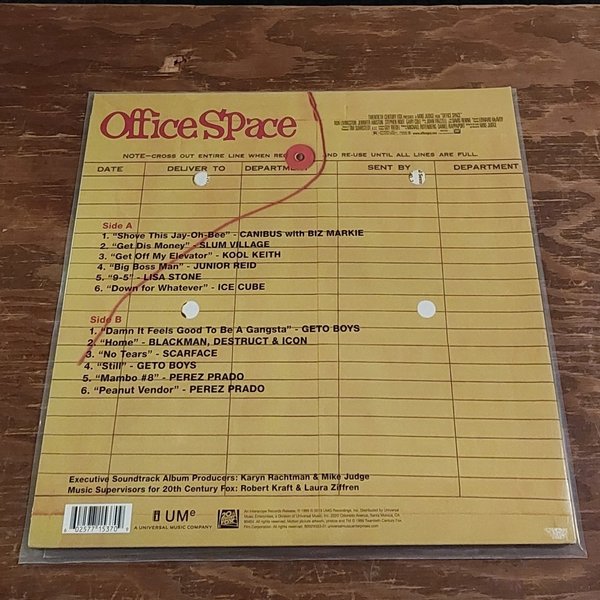 Office Space
NOTE—CROSS OUT ENTIRE LINE WHEN AND RE-USE UNTIL ALL LINES ARE FULL
DATE DELIVER TO DEPARTMENT SENT BY DEPARTMENT
Side A
1. "Shove This Jay-Oh-Bee" - CANIBUS with BIZ MARKIE
2. "Get Dis Money" - SLUM VILLAGE
3. "Get Off My Elevator" - KOOL KEITH
4. "Big Boss Man" - JUNIOR REID
5. "9-5" - LISA STONE
6. "Down for Whatever" - ICE CUBE
Side B
1. "Damn It Feels Good To Be A Gangsta" - GETO BOYS
2. "Home" - BLACKMAN, DESTRUCT & ICON
3. "No Tears" - SCARFACE
4. "Still" - GETO BOYS
5. "Mambo #8" - PEREZ PRADO
6. "Peanut Vendor" - PEREZ PRADO
Executive Soundtrack Album Producers: Karyn Rachtman & Mike Judge
Music Supervisors for 20th Century Fox: Robert Kraft & Laura Ziffren
UMe
A UNIVERSAL MUSIC COMPANY
02577 15370